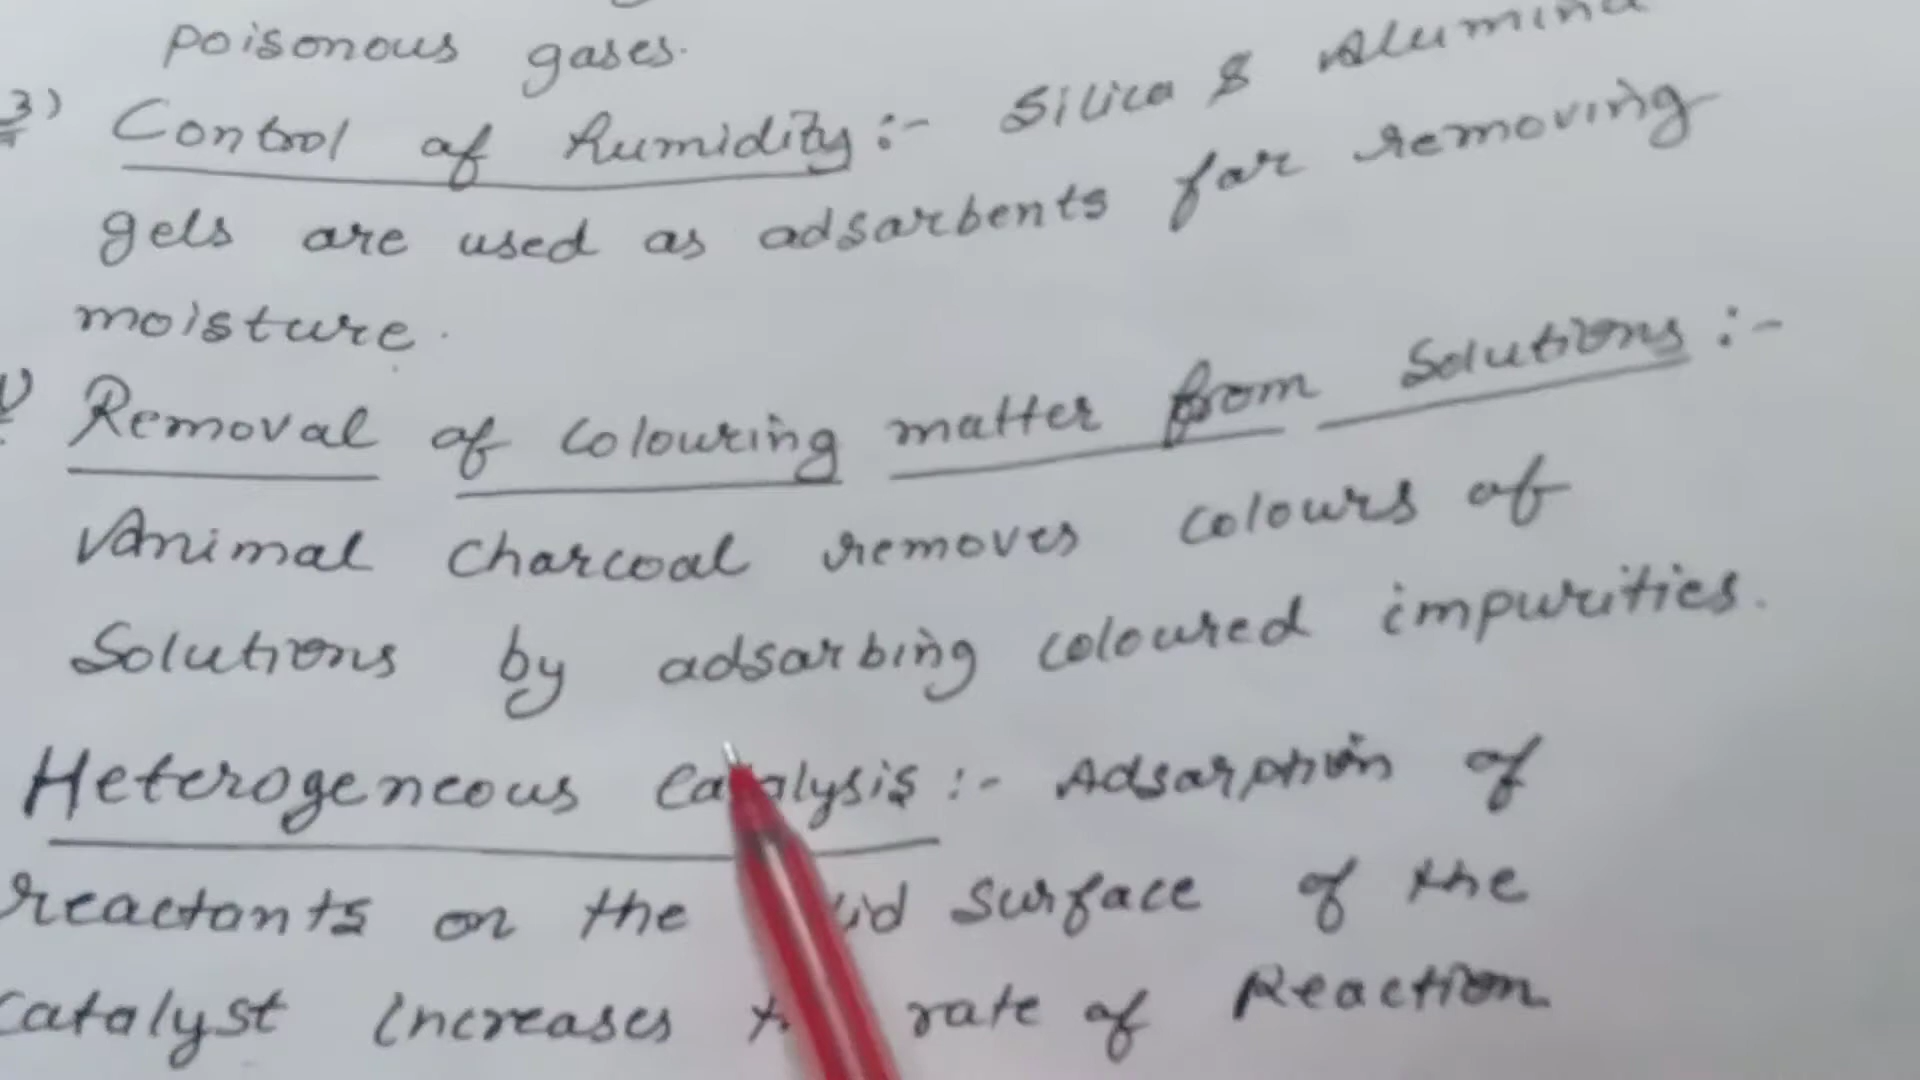 poisonous gases.
3) Control of humidity :- Silica & Alumina
gels are used as adsorbents for removing
moisture.
Removal of colouring matter from Solutions :-
Animal charcoal removes colours of
Solutions by adsorbing coloured impurities.
Heterogeneous Catalysis :- Adsorption of
reactants on the surface of the
catalyst increases rate of Reaction